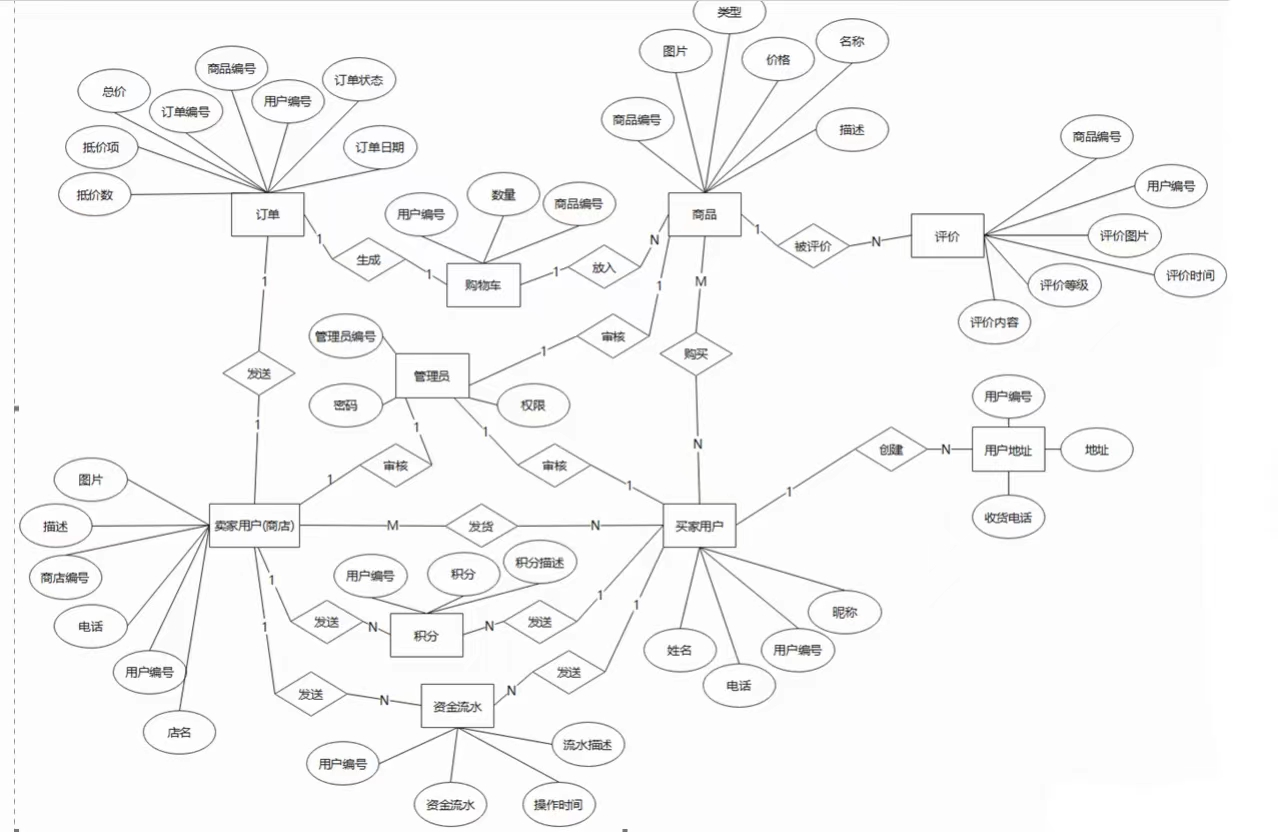 类型
图片
名称
价格
商品编号
订单状态
总价
订单编号
用户编号
商品编号
描述
抵价项
订单日期
商品编号
用户编号
抵价数
用户编号
数量
商品编号
订单
商品
评价
评价图片
1
生成
1
购物车
1
放入
N
1
被评价
N
评价时间
评价等级
评价内容
1
M
1
管理员编号
管理员
1
审核
购买
发送
密码
权限
用户编号
1
1
1
N
创建
N
用户地址
地址
审核
审核
1
1
1
收货电话
图片
描述
卖家用户(商店)
M
发货
N
买家用户
商店编号
1
用户编号
积分
积分描述
1
1
电话
1
发送
N
积分
N
发送
昵称
姓名
用户编号
电话
用户编号
发送
N
资金流水
N
发送
店名
用户编号
流水描述
资金流水
操作时间